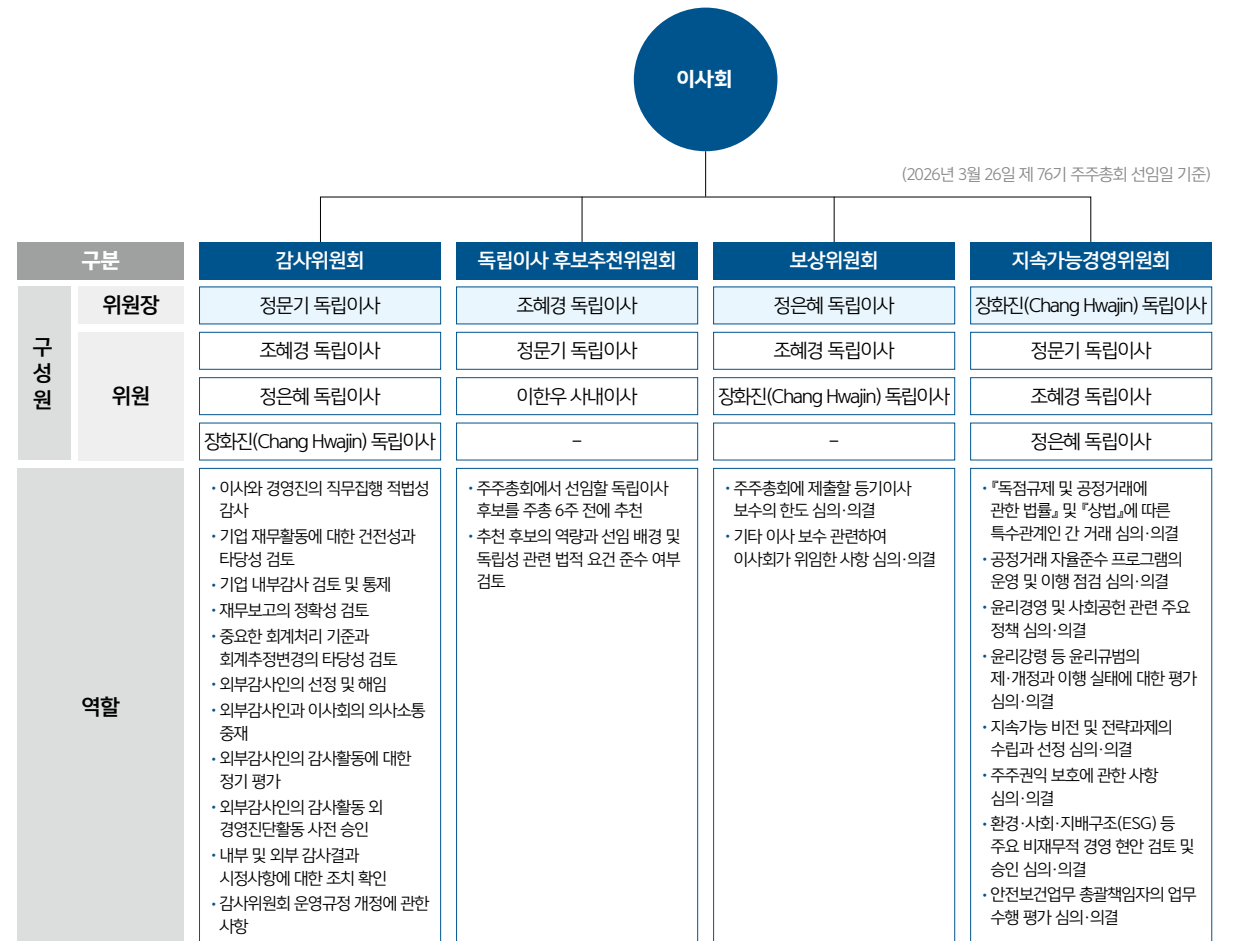 이사회
(2026년 3월 26일 제 76기 주주총회 선임일 기준)
구분
감사위원회
독립이사 후보추천위원회
보상위원회
지속가능경영위원회
구성원
위원장
정문기 독립이사
조혜경 독립이사
정은혜 독립이사
장화진(Chang Hwajin) 독립이사
위원
조혜경 독립이사
정문기 독립이사
조혜경 독립이사
정문기 독립이사
정은혜 독립이사
이한우 사내이사
장화진(Chang Hwajin) 독립이사
조혜경 독립이사
장화진(Chang Hwajin) 독립이사
–
–
정은혜 독립이사
역할
· 이사와 경영진의 직무집행 적법성
감사
· 기업 재무활동에 대한 건전성과
타당성 검토
· 기업 내부감사 검토 및 통제
· 재무보고의 정확성 검토
· 중요한 회계처리 기준과
회계추정변경의 타당성 검토
· 외부감사인의 선정 및 해임
· 외부감사인과 이사회의 의사소통
중재
· 외부감사인의 감사활동에 대한
정기 평가
· 외부감사인의 감사활동 외
경영진단활동 사전 승인
· 내부 및 외부 감사결과
시정사항에 대한 조치 확인
· 감사위원회 운영규정 개정에 관한
사항
· 주주총회에서 선임할 독립이사
후보를 주총 6주 전에 추천
· 추천 후보의 역량과 선임 배경 및
독립성 관련 법적 요건 준수 여부
검토
· 주주총회에 제출할 등기이사
보수의 한도 심의·의결
· 기타 이사 보수 관련하여
이사회가 위임한 사항 심의·의결
· 『독점규제 및 공정거래에
관한 법률』 및 『상법』에 따른
특수관계인 간 거래 심의·의결
· 공정거래 자율준수 프로그램의
운영 및 이행 점검 심의·의결
· 윤리경영 및 사회공헌 관련 주요
정책 심의·의결
· 윤리강령 등 윤리규범의
제·개정과 이행 실태에 대한 평가
심의·의결
· 지속가능 비전 및 전략과제의
수립과 선정 심의·의결
· 주주권익 보호에 관한 사항
심의·의결
· 환경·사회·지배구조(ESG) 등
주요 비재무적 경영 현안 검토 및
승인 심의·의결
· 안전보건업무 총괄책임자의 업무
수행 평가 심의·의결